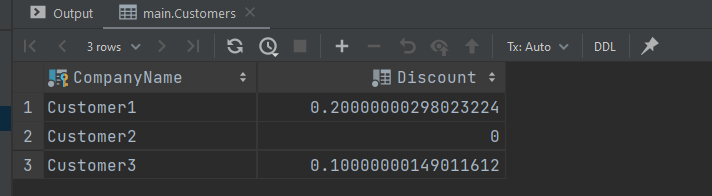 Output main.Customers
3 rows Tx: Auto DDL
CompanyName Discount
1 Customer1 0.20000000298023224
2 Customer2 0
3 Customer3 0.10000000149011612